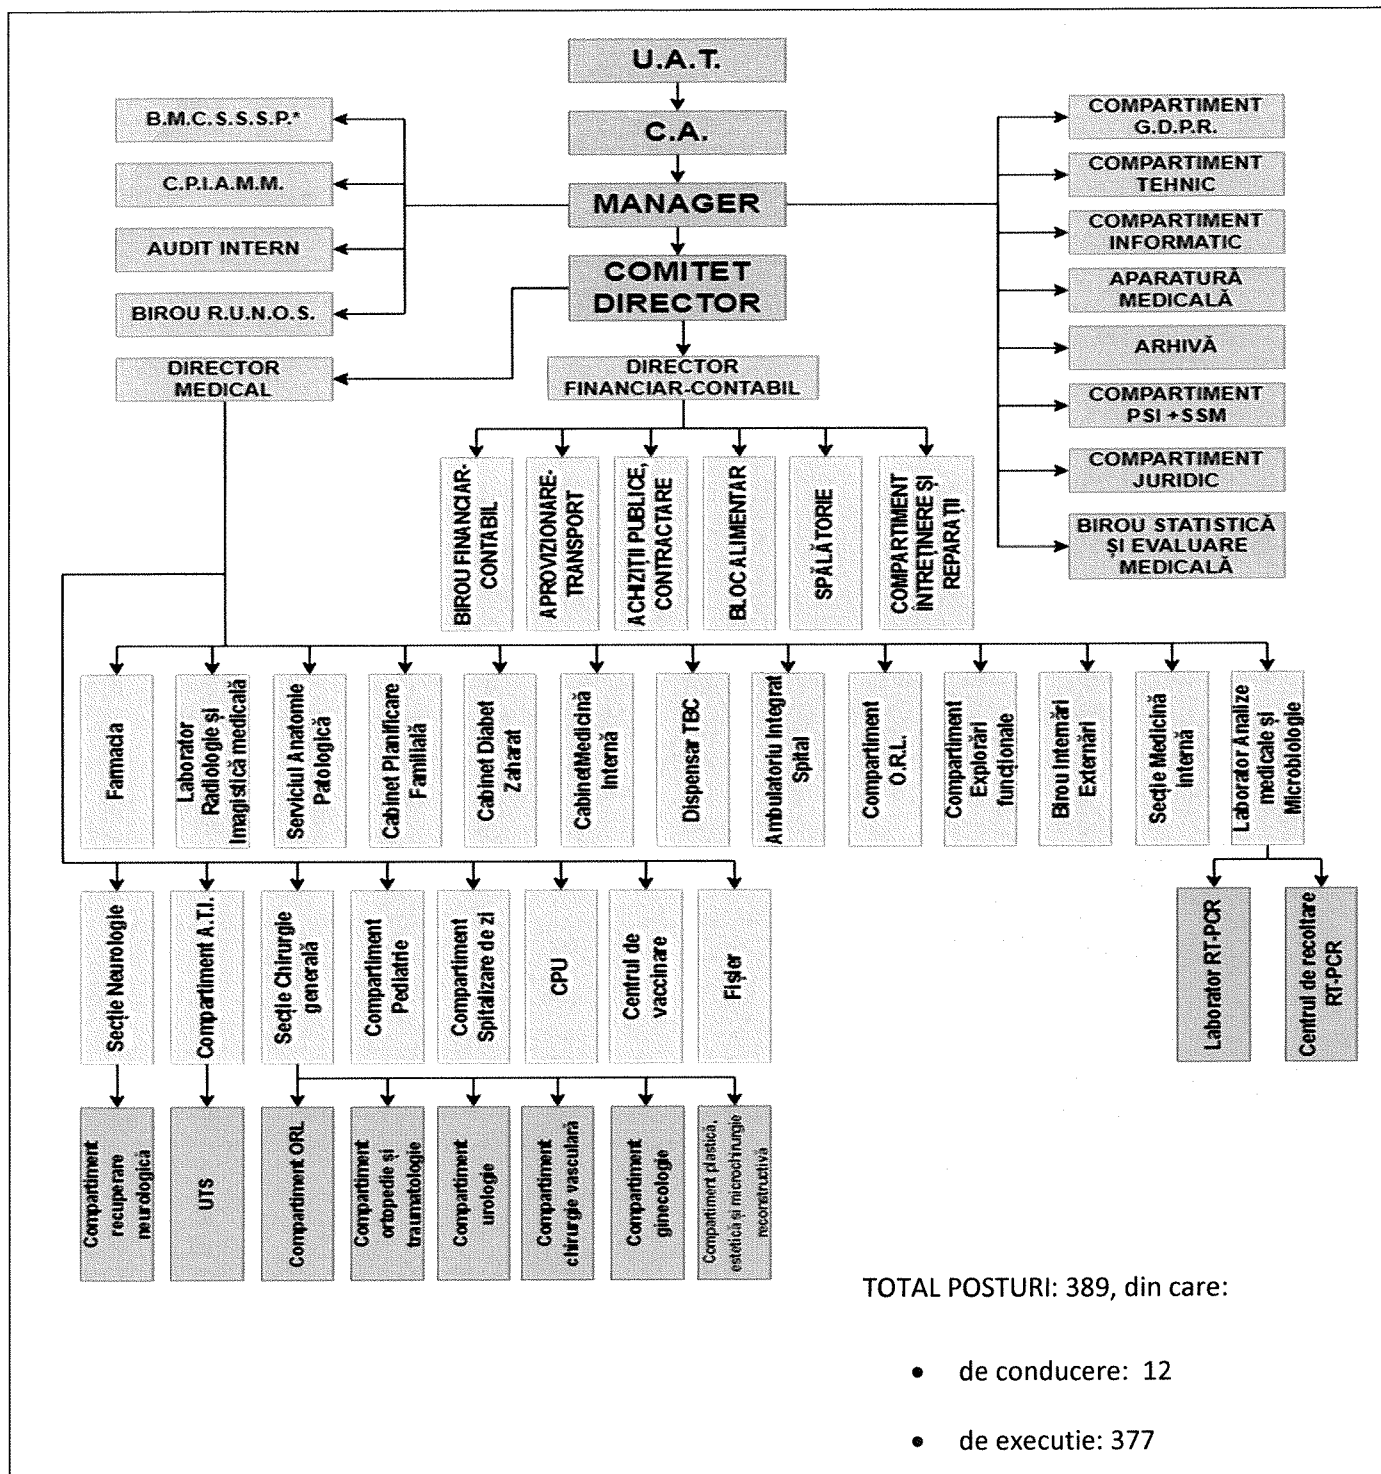 U.A.T.
C.A.
MANAGER
COMITET
DIRECTOR
B.M.C.S.S.S.P.*
C.P.I.A.M.M.
AUDIT INTERN
BIROU R.U.N.O.S.
DIRECTOR
MEDICAL
DIRECTOR
FINANCIAR-CONTABIL
COMPARTIMENT
G.D.P.R.
COMPARTIMENT
TEHNIC
COMPARTIMENT
INFORMATIC
APARATURĂ
MEDICALĂ
ARHIVĂ
COMPARTIMENT
PSI +SSM
COMPARTIMENT
JURIDIC
BIROU STATISTICĂ
ȘI EVALUARE
MEDICALĂ
BIROU FINANCIAR-
CONTABIL
APROVIZIONARE-
TRANSPORT
ACHIZIȚII PUBLICE,
CONTRACTARE
BLOC ALIMENTAR
SPĂLĂTORIE
COMPARTIMENT
ÎNTREȚINERE ȘI
REPARAȚII
Farmacia
Laborator
Radiologie și
Imagistică medicală
Serviciul Anatomie
Patologică
Cabinet Planificare
Familială
Cabinet Diabet
Zaharat
CabinetMedicină
Internă
Dispensar TBC
Ambulatoriu Integrat
Spital
Compartiment
O.R.L.
Compartiment
Explorări
funcționale
Birou Internări
Externări
Secție Medicină
internă
Laborator Analize
medicale și
Microbiologie
Secție Neurologie
Compartiment A.T.I.
Secție Chirurgie
generală
Compartiment
Pediatrie
Compartiment
Spitalizare de zi
CPU
Centrul de
vaccinare
Fișier
Laborator RT-PCR
Centrul de recoltare
RT-PCR
Compartiment
recuperare
neurologică
UTS
Compartiment ORL
Compartiment
ortopedie și
traumatologie
Compartiment
urologie
Compartiment
chirurgie vasculară
Compartiment
ginecologie
Compartiment plastică,
estetică și microchirurgie
reconstructivă
TOTAL POSTURI: 389, din care:
• de conducere: 12
• de executie: 377